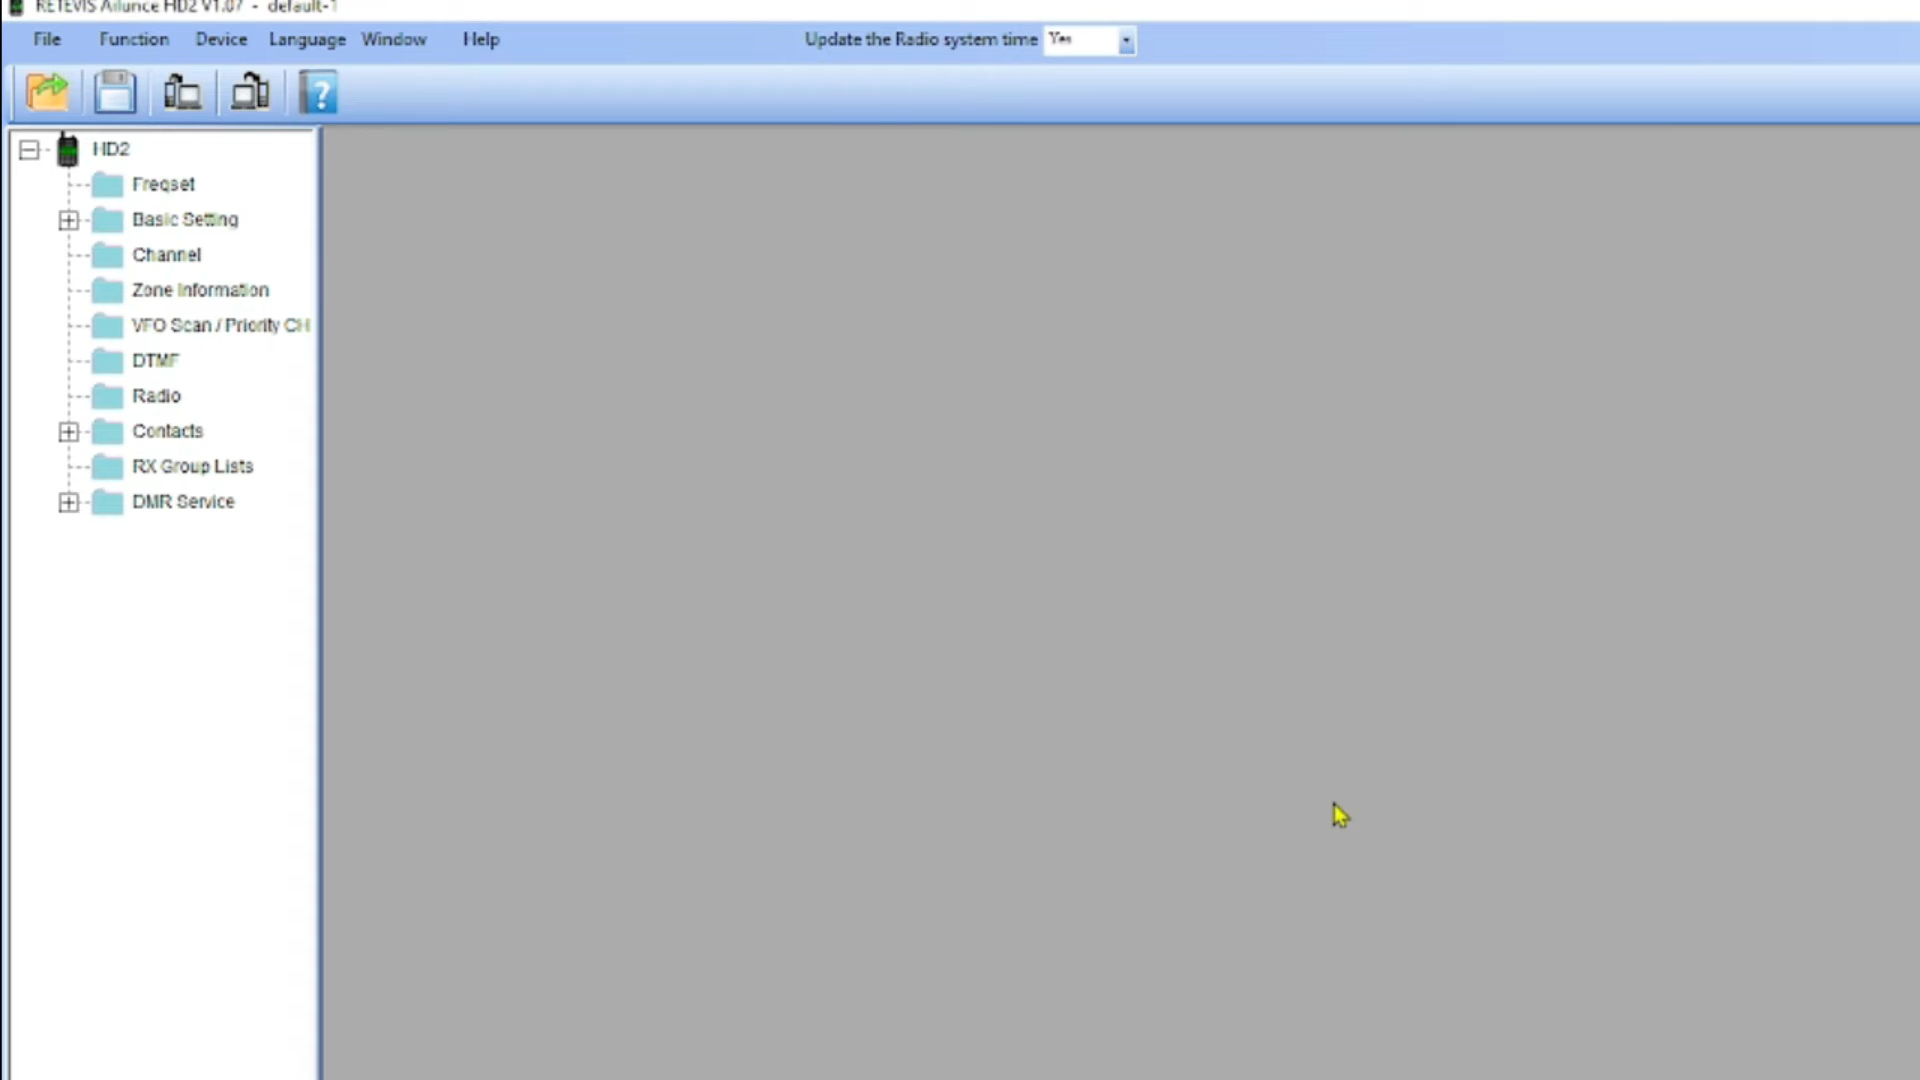 RETEVIS Ailunce HD2 V1.07 - default-1
File Function Device Language Window Help Update the Radio system time Yes
HD2
Freqset
Basic Setting
Channel
Zone Information
VFO Scan / Priority CH
DTMF
Radio
Contacts
RX Group Lists
DMR Service